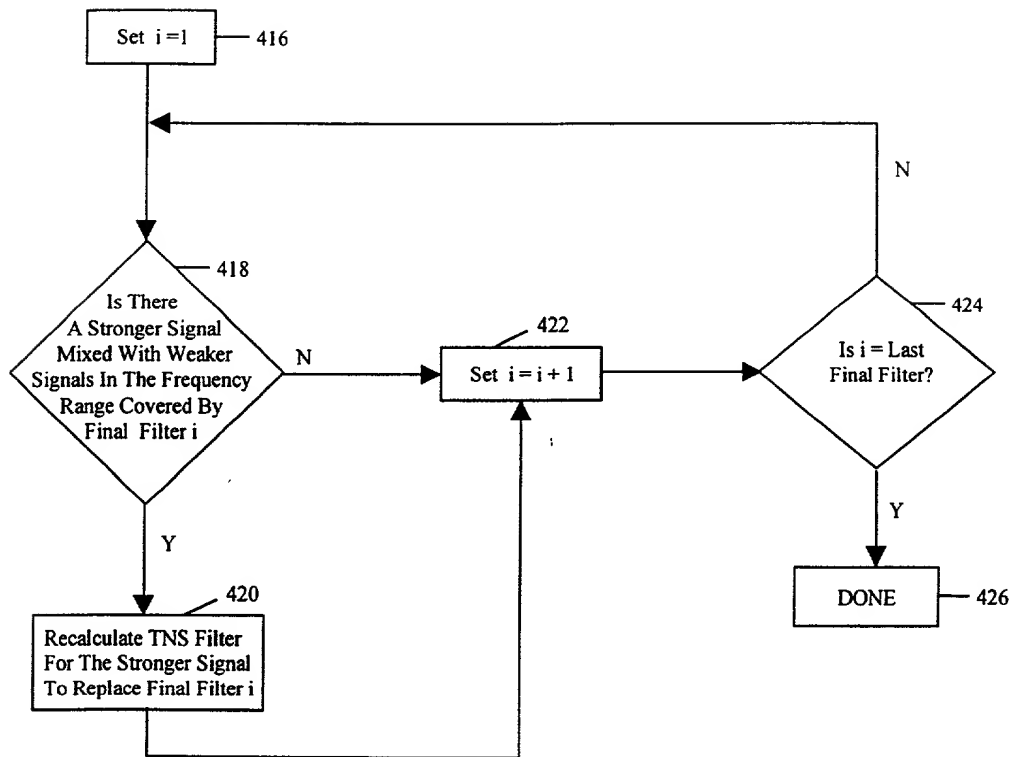 Set i=1
416
N
418
Is There
A Stronger Signal
Mixed With Weaker
Signals In The Frequency
Range Covered By
Final Filter i
N
422
Set i = i + 1
424
Is i = Last
Final Filter?
Y
Y
420
Recalculate TNS Filter
For The Stronger Signal
To Replace Final Filter i
DONE
426